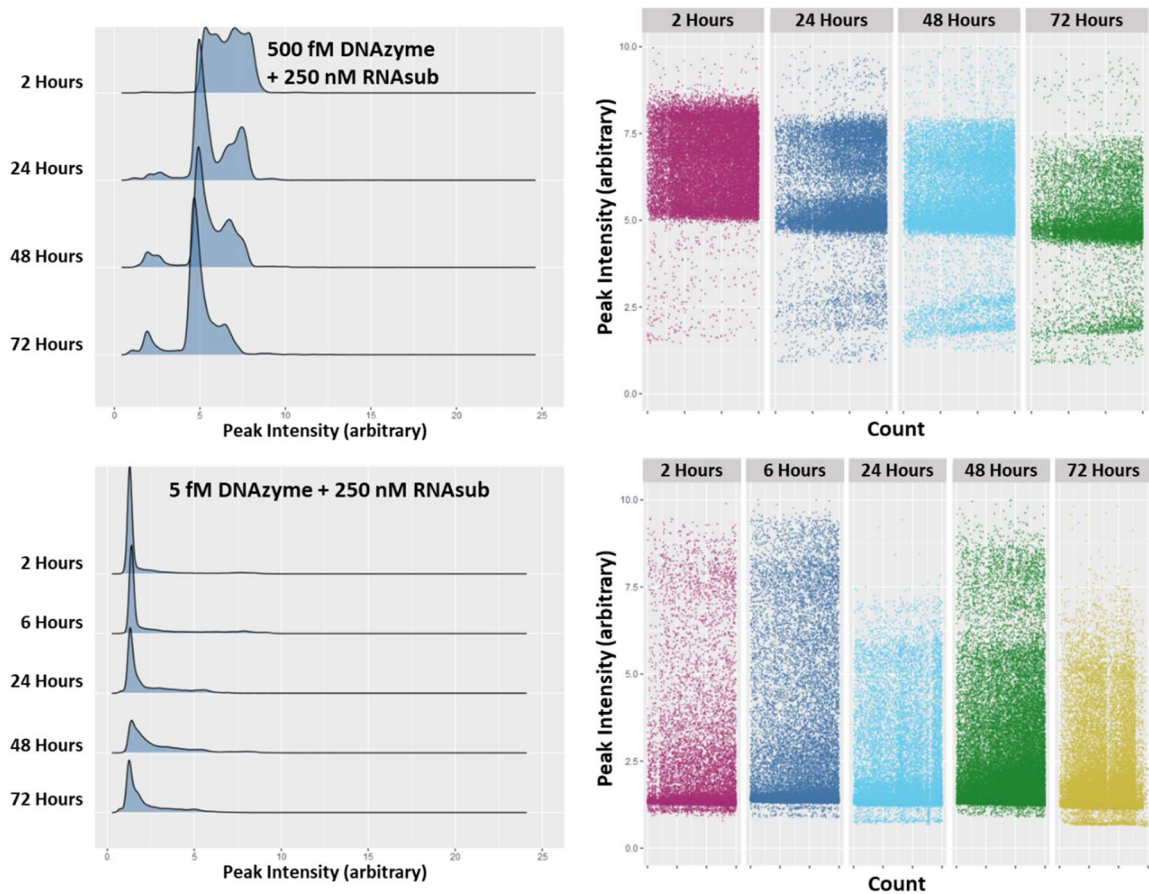 500 fM DNAzyme
+ 250 nM RNAsub
2 Hours
24 Hours
48 Hours
72 Hours
0 5 10 15 20 25
Peak Intensity (arbitrary)
2 Hours 24 Hours 48 Hours 72 Hours
10.0
7.5
5.0
2.5
0.0
Peak Intensity (arbitrary)
Count
5 fM DNAzyme + 250 nM RNAsub
2 Hours
6 Hours
24 Hours
48 Hours
72 Hours
0 5 10 15 20 25
Peak Intensity (arbitrary)
2 Hours 6 Hours 24 Hours 48 Hours 72 Hours
10.0
7.5
5.0
2.5
0.0
Peak Intensity (arbitrary)
Count